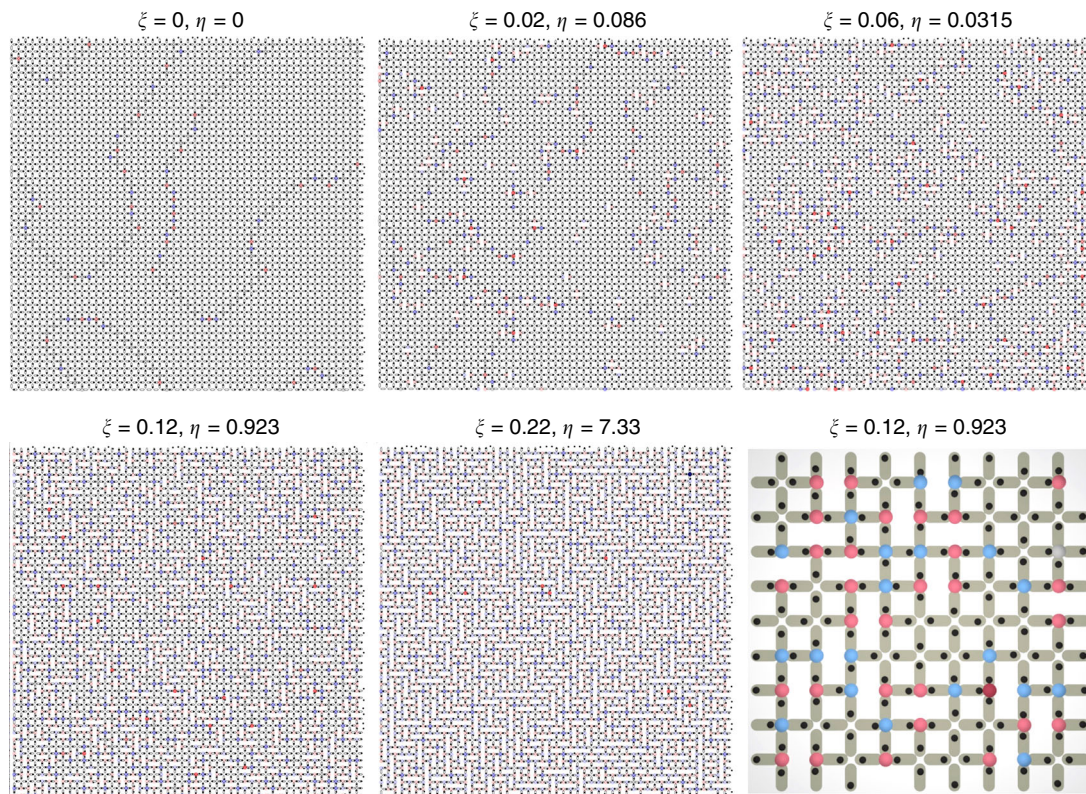 ξ = 0, η = 0
ξ = 0.02, η = 0.086
ξ = 0.06, η = 0.0315
ξ = 0.12, η = 0.923
ξ = 0.22, η = 7.33
ξ = 0.12, η = 0.923